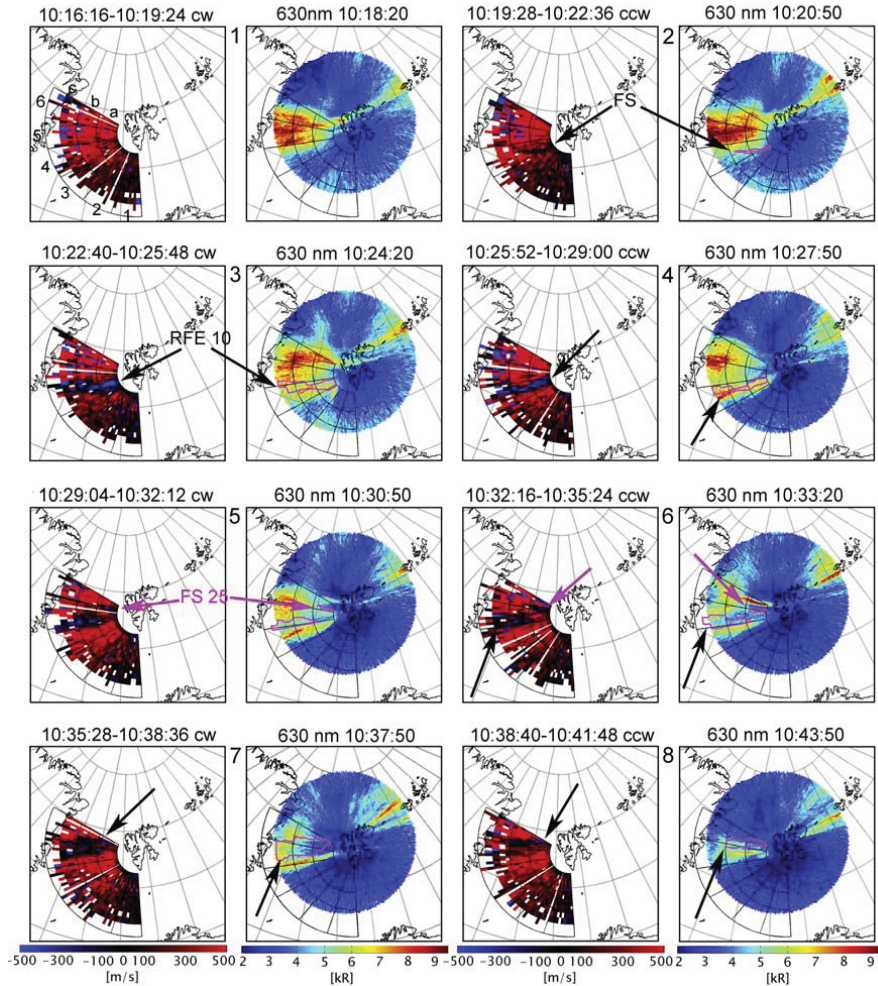 10:16:16-10:19:24 cw
1
630nm 10:18:20
10:19:28-10:22:36 ccw
2
630 nm 10:20:50
6
c
b
a
5
4
3
2
1
FS
10:22:40-10:25:48 cw
3
630 nm 10:24:20
10:25:52-10:29:00 ccw
4
630 nm 10:27:50
RFE 10
10:29:04-10:32:12 cw
5
630 nm 10:30:50
10:32:16-10:35:24 ccw
6
630 nm 10:33:20
FS 25
10:35:28-10:38:36 cw
7
630 nm 10:37:50
10:38:40-10:41:48 ccw
8
630 nm 10:43:50
-500 -300 -100 0 100 300 500
[m/s]
2 3 4 5 6 7 8 9
[kR]
-500 -300 -100 0 100 300 500
[m/s]
2 3 4 5 6 7 8 9
[kR]